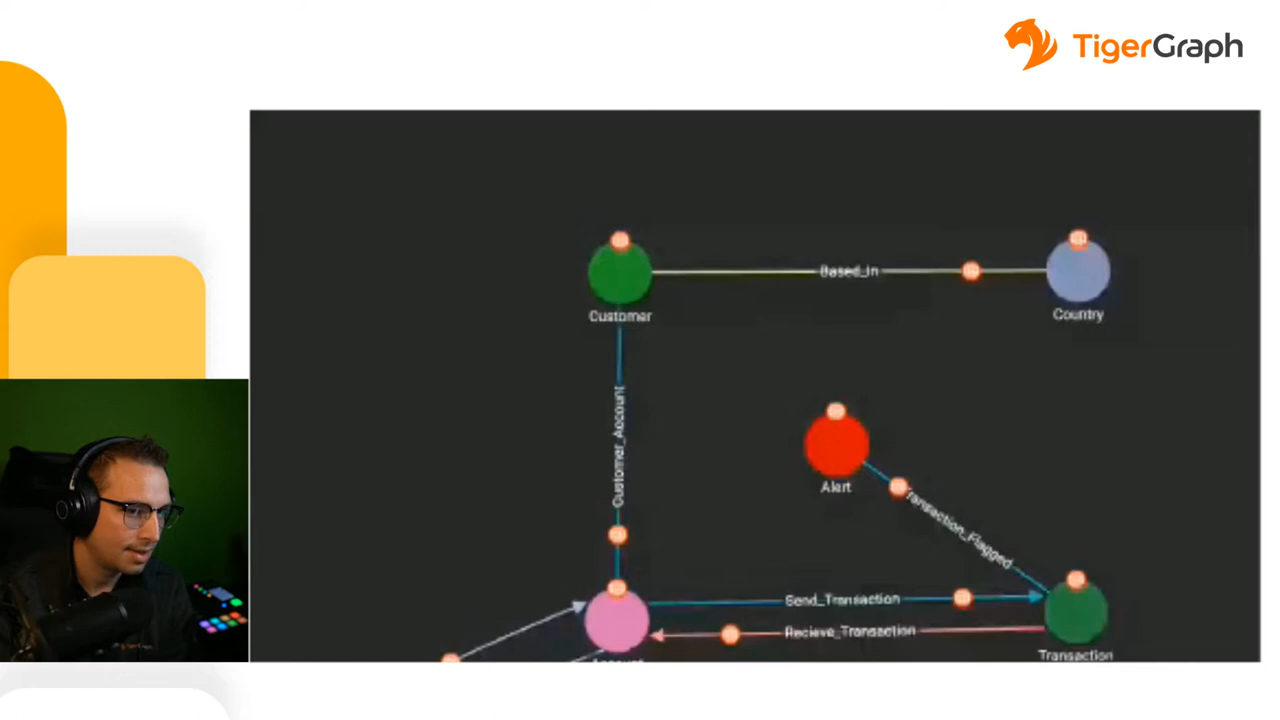 TigerGraph
Based_In
Customer
Country
Customer_Account
Alert
Transaction_Flagged
Send_Transaction
Recieve_Transaction
Transaction